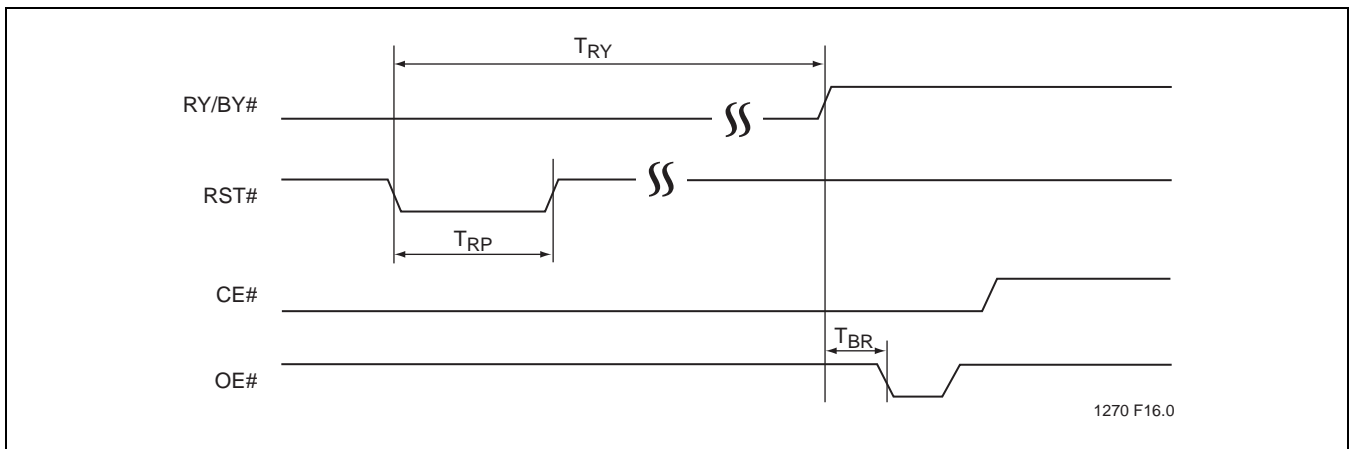 TRY
RY/BY#
RST#
TRP
CE#
TBR
OE#
1270 F16.0